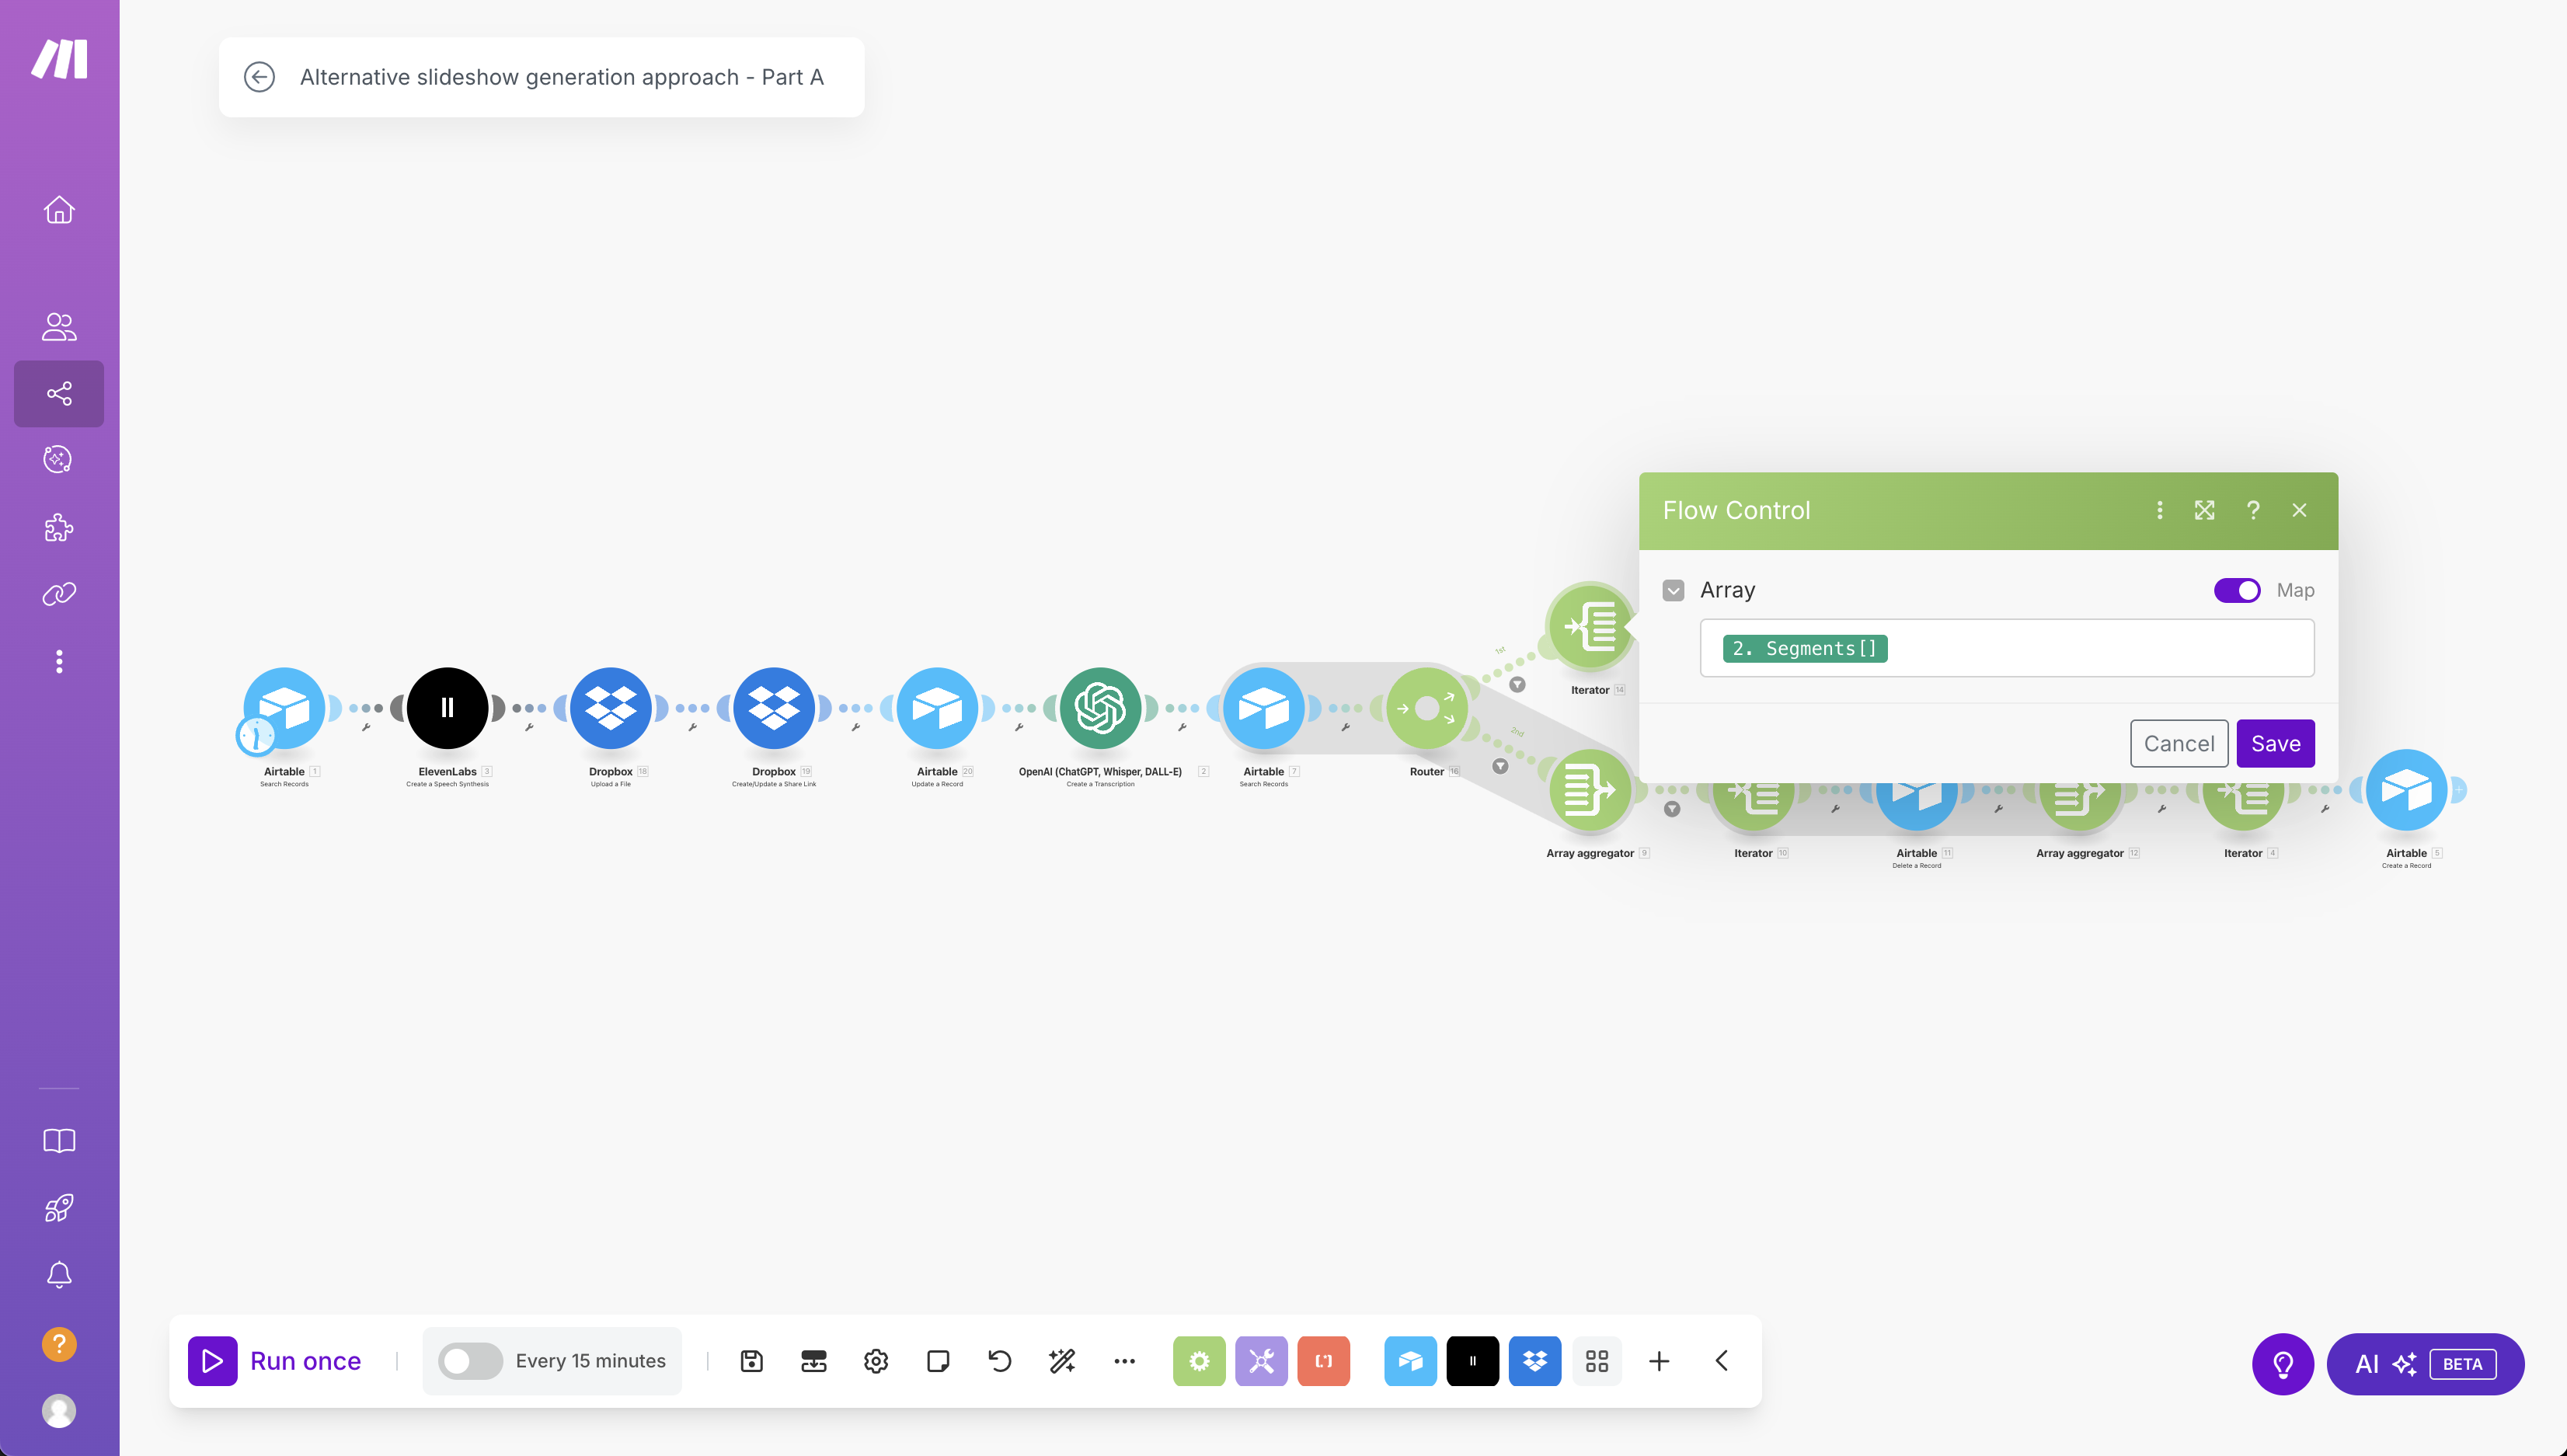 Alternative slideshow generation approach - Part A
Flow Control
Array
Map
2. Segments[]
Cancel
Save
1st
2nd
Iterator 14
Airtable 1
Search Records
ElevenLabs 3
Create a Speech Synthesis
Dropbox 18
Upload a File
Dropbox 19
Create/Update a Share Link
Airtable 20
Update a Record
OpenAI (ChatGPT, Whisper, DALL-E) 2
Create a Transcription
Airtable 7
Search Records
Router 16
Array aggregator 9
Iterator 10
Airtable 11
Delete a Record
Array aggregator 12
Iterator 4
Airtable 5
Create a Record
Run once
Every 15 minutes
AI BETA